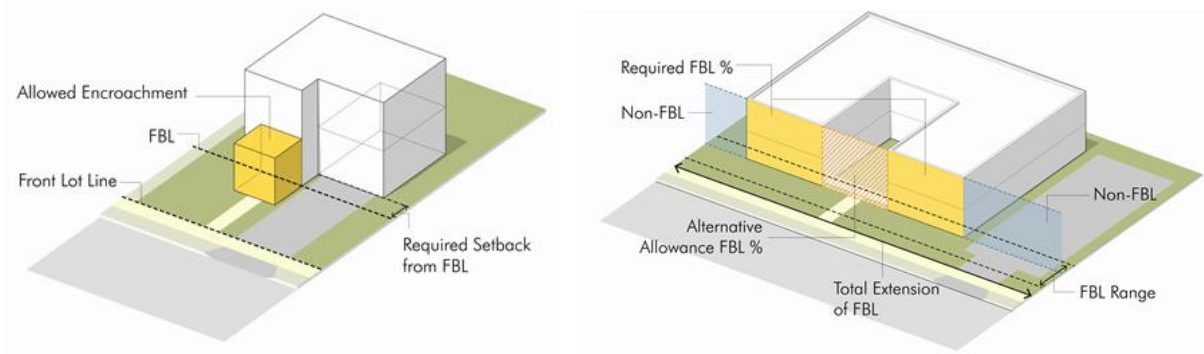 Allowed Encroachment
FBL
Front Lot Line
Required Setback
from FBL
Required FBL %
Non-FBL
Non-FBL
Alternative
Allowance FBL %
Total Extension
of FBL
FBL Range